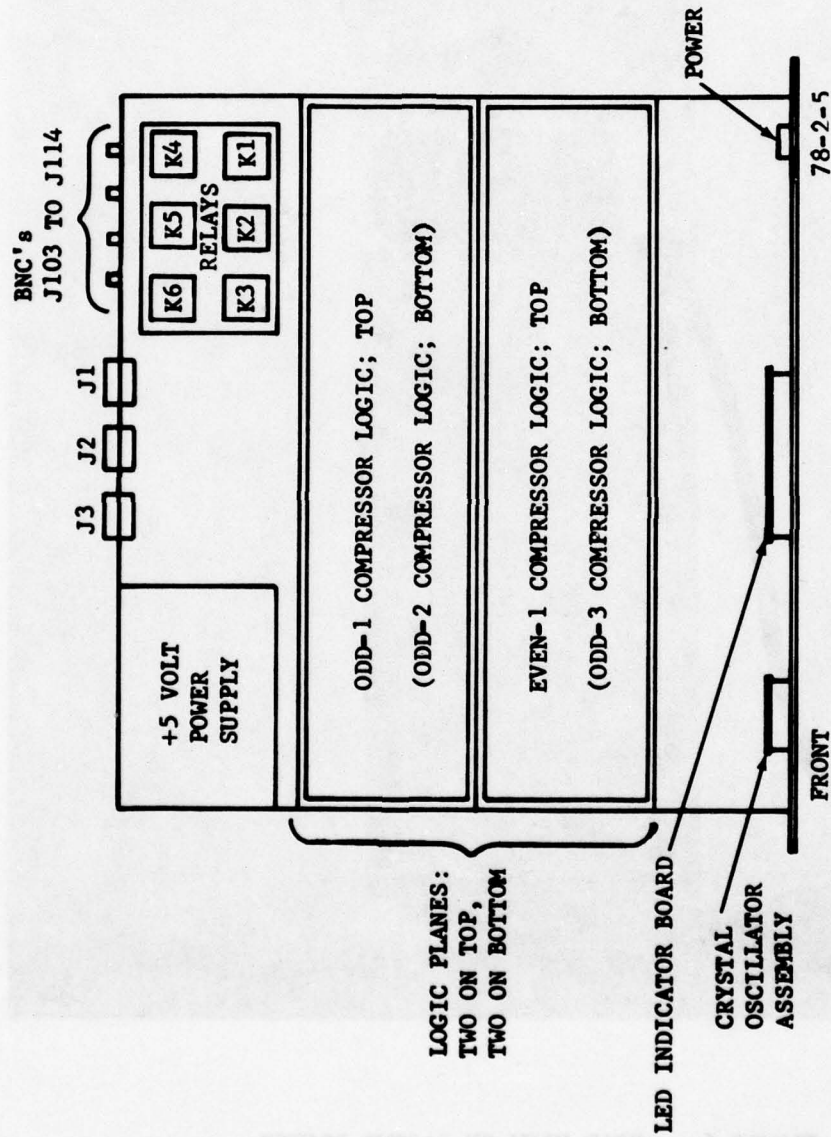 BNC's
J103 TO J114
J3
J2
J1
+5 VOLT
POWER
SUPPLY
K6
K5
K4
RELAYS
K3
K2
K1
ODD-1 COMPRESSOR LOGIC; TOP
(ODD-2 COMPRESSOR LOGIC; BOTTOM)
EVEN-1 COMPRESSOR LOGIC; TOP
(ODD-3 COMPRESSOR LOGIC; BOTTOM)
LOGIC PLANES:
TWO ON TOP,
TWO ON BOTTOM
LED INDICATOR BOARD
CRYSTAL
OSCILLATOR
ASSEMBLY
FRONT
POWER
78-2-5